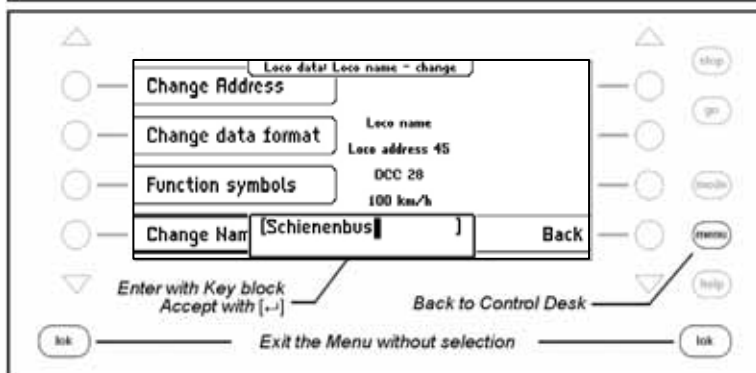 Loco data: Loco name - change
stop
Change Address
go
Change data format
Loco name
Loco address 45
Function symbols
DCC 28
100 km/h
mode
Change Nam
[Schienenbus ]
Back
menu
Enter with Key block
Accept with [↵]
Back to Control Desk
help
lok
Exit the Menu without selection
lok